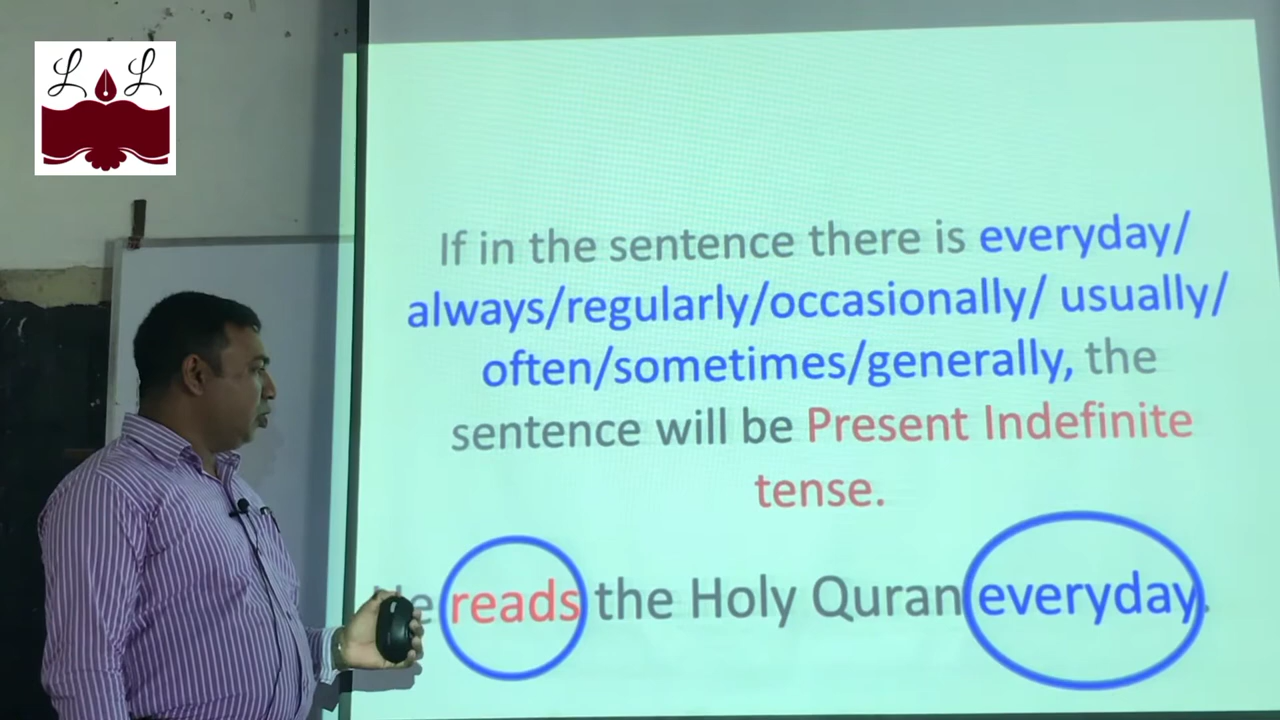 L L
If in the sentence there is everyday/
always/regularly/occasionally/ usually/
often/sometimes/generally, the
sentence will be Present Indefinite
tense.
He reads the Holy Quran everyday.